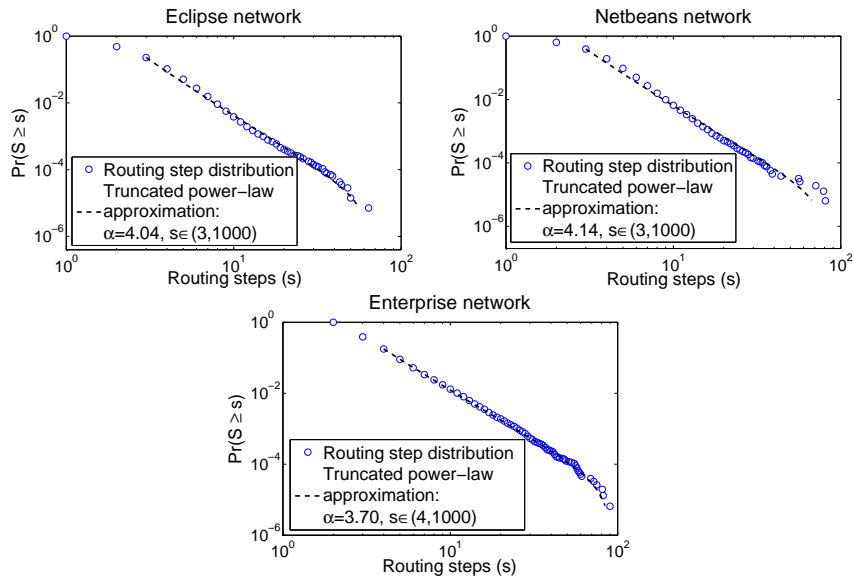 Eclipse network
10^0
10^-2
10^-4
10^-6
Pr(S ≥ s)
Routing step distribution
Truncated power-law
approximation:
α=4.04, s∈(3,1000)
10^0
10^1
10^2
Routing steps (s)
Netbeans network
10^0
10^-2
10^-4
10^-6
Pr(S ≥ s)
Routing step distribution
Truncated power-law
approximation:
α=4.14, s∈(3,1000)
10^0
10^1
10^2
Routing steps (s)
Enterprise network
10^0
10^-2
10^-4
10^-6
Pr(S ≥ s)
Routing step distribution
Truncated power-law
approximation:
α=3.70, s∈(4,1000)
10^0
10^1
10^2
Routing steps (s)